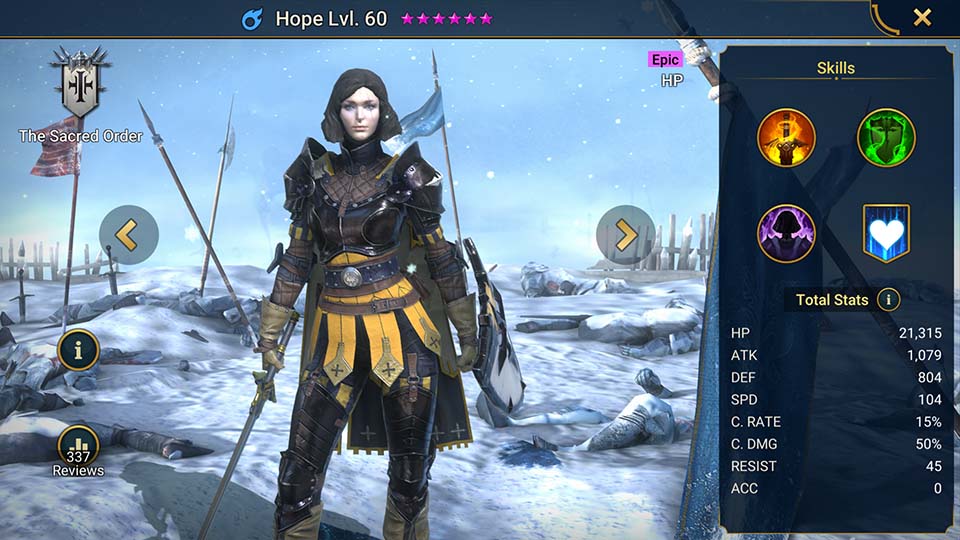 Hope Lvl. 60
The Sacred Order
Epic
HP
Skills
Total Stats i
HP 21,315
ATK 1,079
DEF 804
SPD 104
C. RATE 15%
C. DMG 50%
RESIST 45
ACC 0
i
337
Reviews